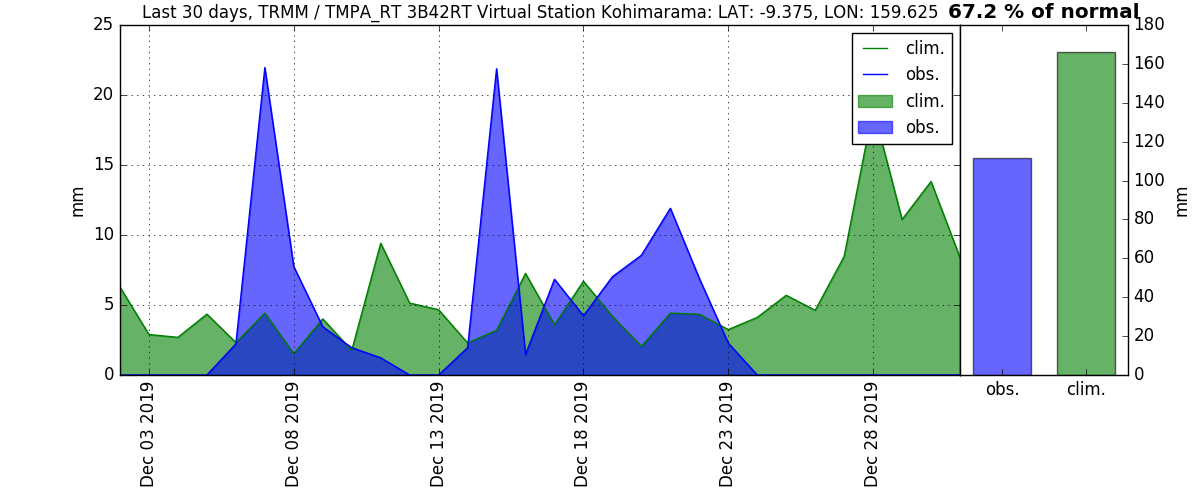 Last 30 days, TRMM / TMPA_RT 3B42RT Virtual Station Kohimarama: LAT: -9.375, LON: 159.625 67.2 % of normal
25
20
15
10
5
0
mm
clim.
obs.
clim.
obs.
180
160
140
120
100
80
60
40
20
0
mm
obs. clim.
Dec 03 2019
Dec 08 2019
Dec 13 2019
Dec 18 2019
Dec 23 2019
Dec 28 2019